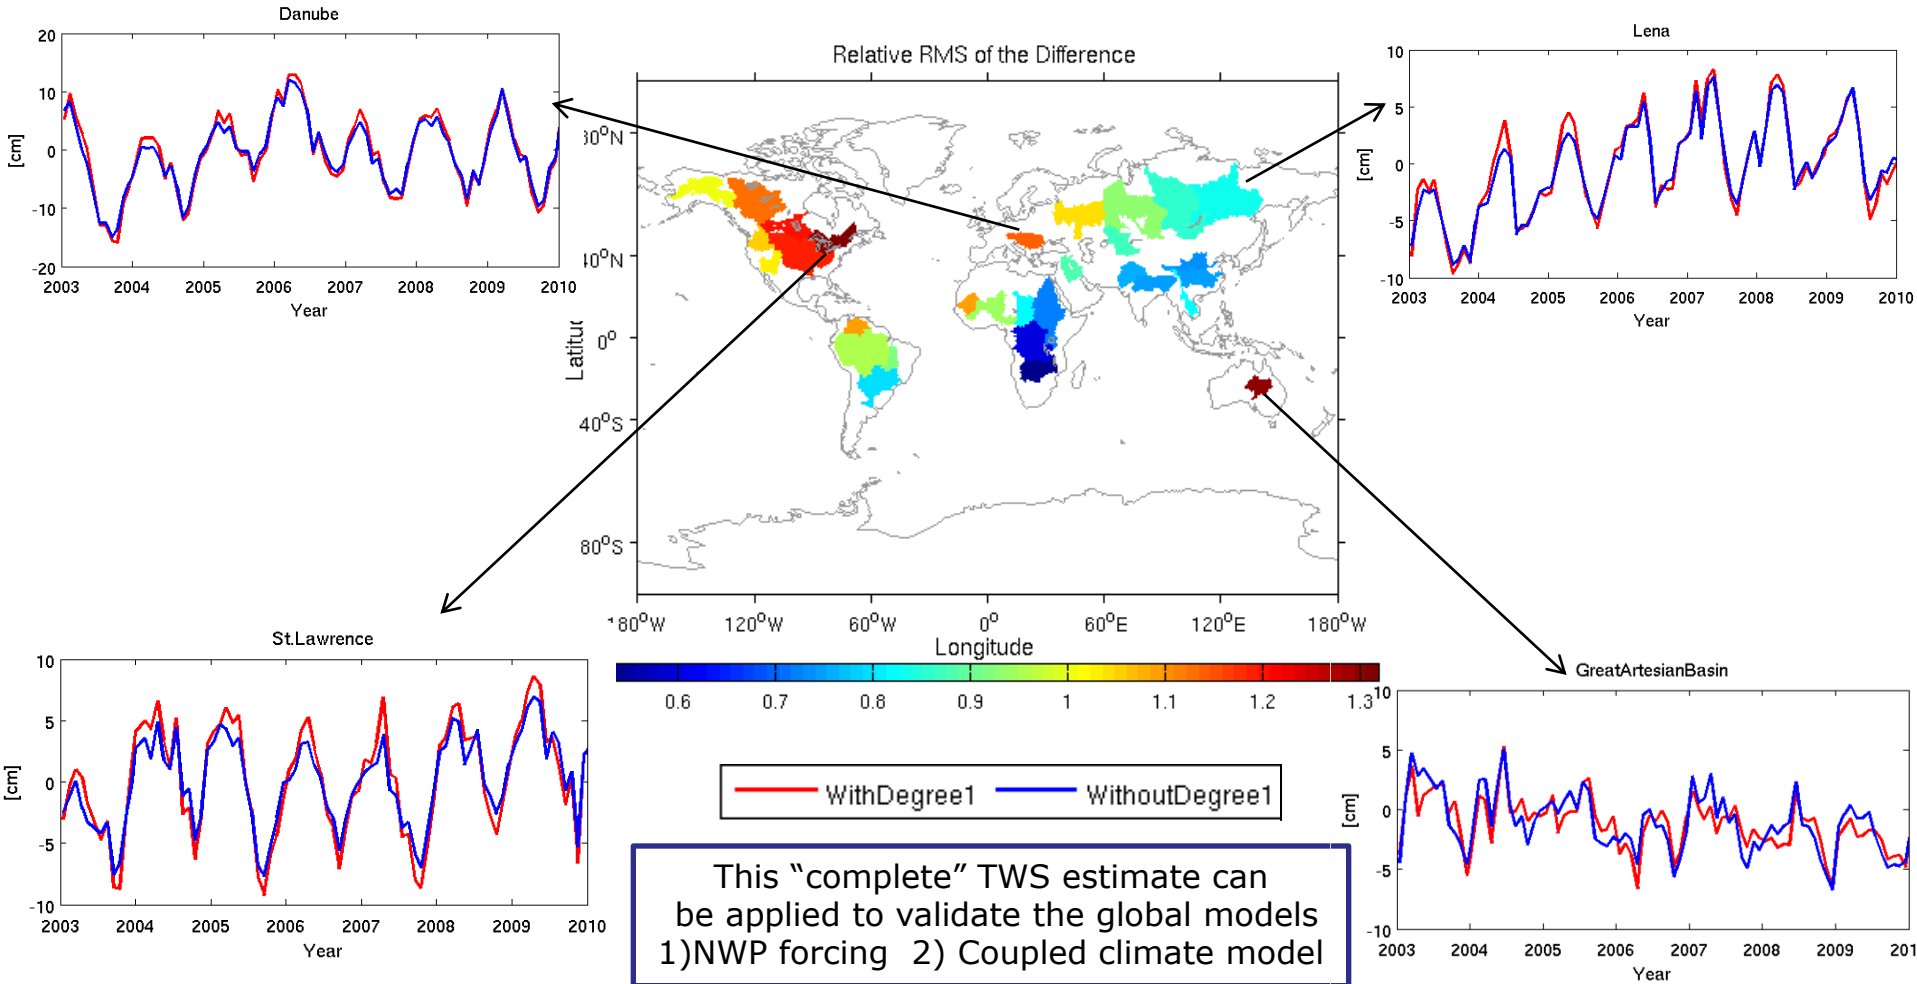 Danube
20
10
0
-10
-20
[cm]
2003 2004 2005 2006 2007 2008 2009 2010
Year
Relative RMS of the Difference
80°N
40°N
0°
40°S
80°S
180°W 120°W 60°W 0° 60°E 120°E 180°W
Longitude
0.6 0.7 0.8 0.9 1 1.1 1.2 1.3
Lena
10
5
0
-5
-10
[cm]
2003 2004 2005 2006 2007 2008 2009 2010
Year
St.Lawrence
10
5
0
-5
-10
[cm]
2003 2004 2005 2006 2007 2008 2009 2010
Year
WithDegree1 WithoutDegree1
This “complete” TWS estimate can
be applied to validate the global models
1)NWP forcing 2) Coupled climate model
GreatArtesianBasin
10
5
0
-5
-10
[cm]
2003 2004 2005 2006 2007 2008 2009 201
Year